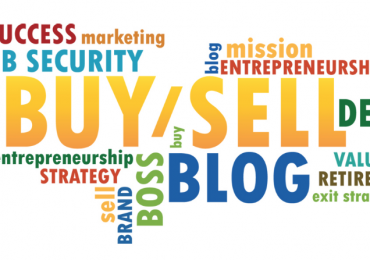 UCCESS marketing
B SECURITY
blog
mission
ENTREPRENEURSH
BUY/SELL
DE
buy
entrepreneurship
STRATEGY
BOSS
BLOG
VALU
RETIRE
sell
BRAND
exit stra